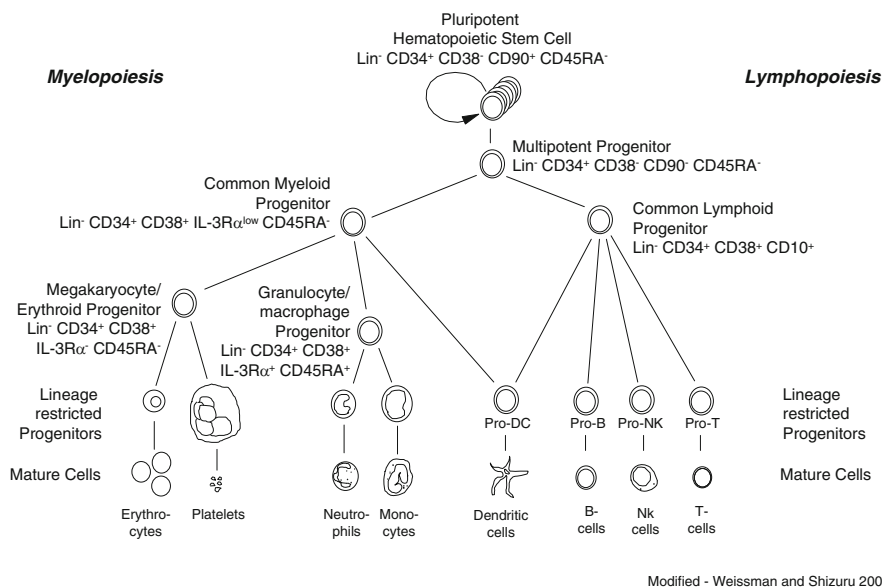 Pluripotent
Hematopoietic Stem Cell
Lin⁻ CD34⁺ CD38⁻ CD90⁺ CD45RA⁻
Myelopoiesis
Lymphopoiesis
Multipotent Progenitor
Lin⁻ CD34⁺ CD38⁻ CD90⁻ CD45RA⁻
Common Myeloid
Progenitor
Lin⁻ CD34⁺ CD38⁺ IL-3Rα^low CD45RA⁻
Common Lymphoid
Progenitor
Lin⁻ CD34⁺ CD38⁺ CD10⁺
Megakaryocyte/
Erythroid Progenitor
Lin⁻ CD34⁺ CD38⁺
IL-3Rα⁻ CD45RA⁻
Granulocyte/
macrophage
Progenitor
Lin⁻ CD34⁺ CD38⁺
IL-3Rα⁺ CD45RA⁺
Lineage
restricted
Progenitors
Pro-DC
Pro-B
Pro-NK
Pro-T
Lineage
restricted
Progenitors
Mature Cells
Mature Cells
Erythro-
cytes
Platelets
Neutro-
phils
Mono-
cytes
Dendritic
cells
B-
cells
Nk
cells
T-
cells
Modified - Weissman and Shizuru 200